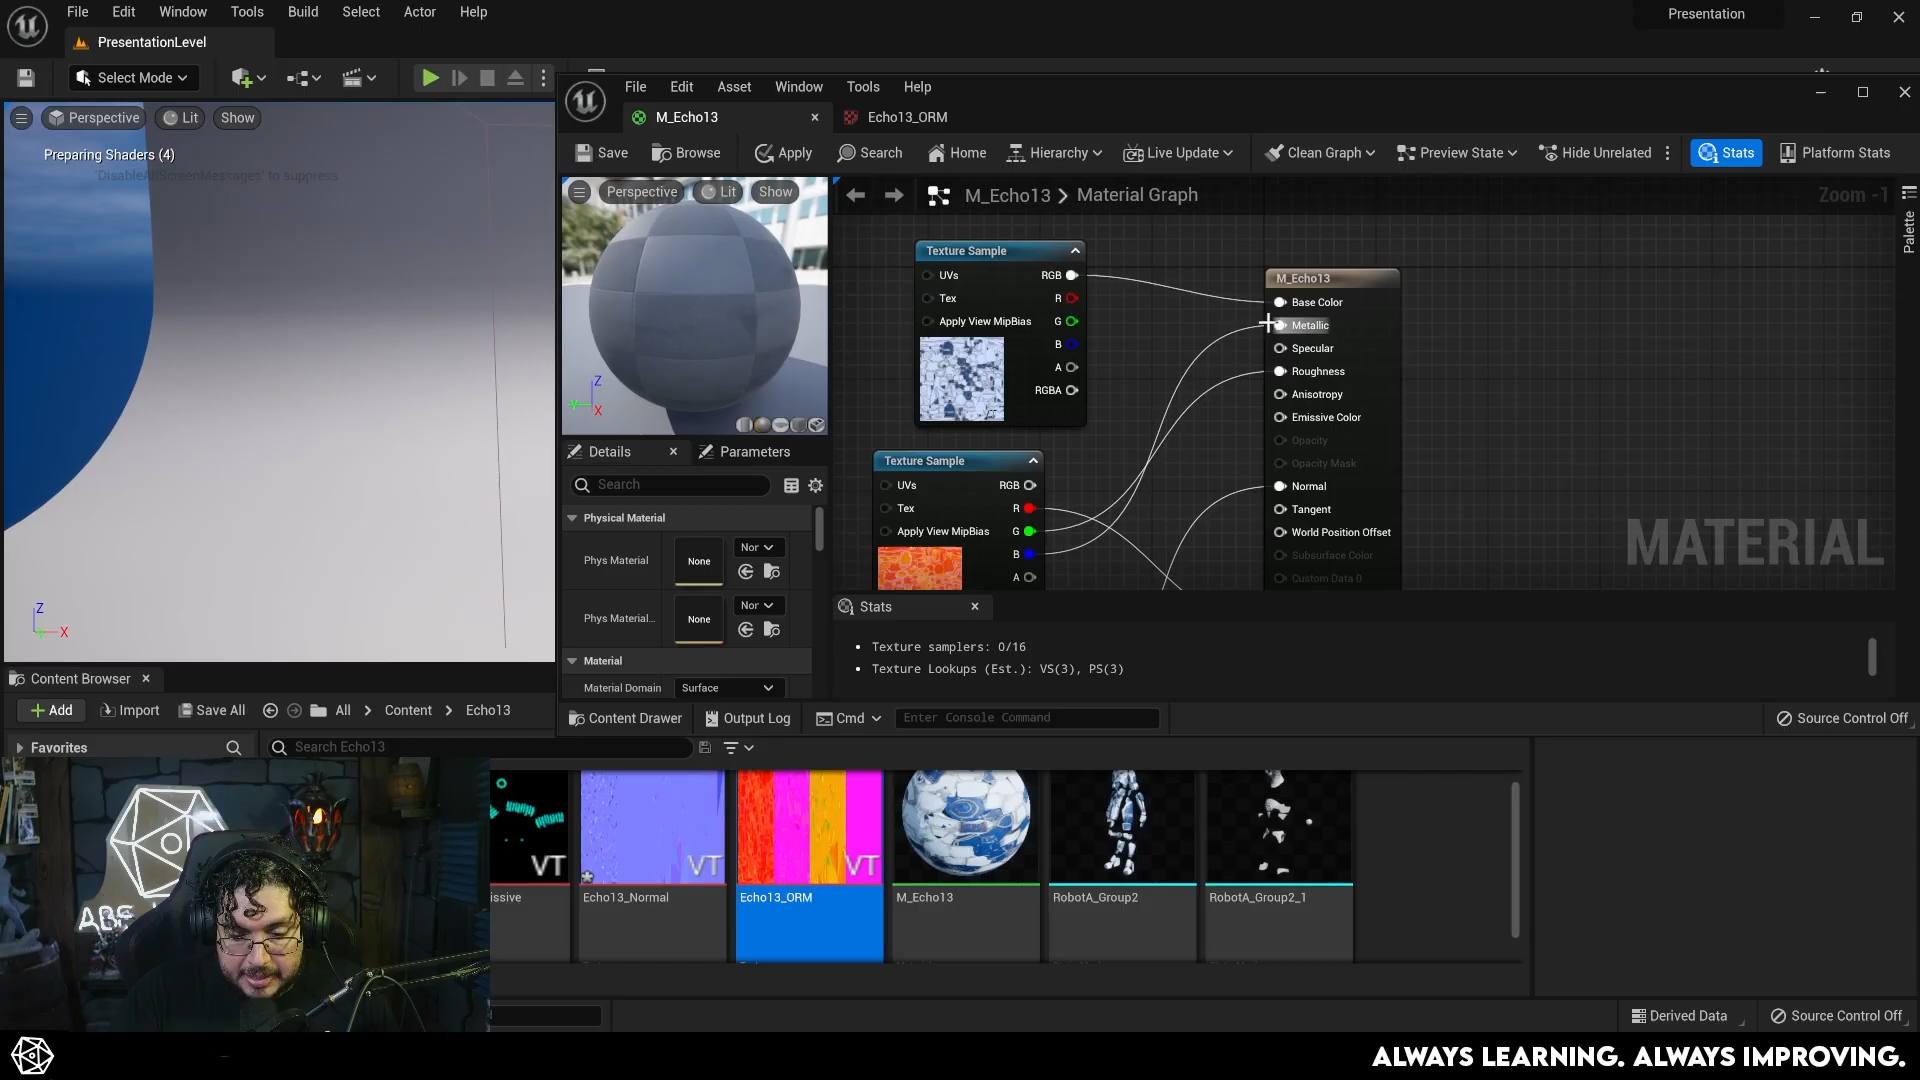 File Edit Window Tools Build Select Actor Help
Presentation
PresentationLevel
Select Mode
Perspective Lit Show
Preparing Shaders (4)
'DisableAllScreenMessages' to suppress
Z
X
File Edit Asset Window Tools Help
M_Echo13
Echo13_ORM
Save Browse Apply Search Home Hierarchy Live Update Clean Graph Preview State Hide Unrelated Stats Platform Stats
Perspective Lit Show
Z
X
M_Echo13 > Material Graph
Zoom -1
Palette
Texture Sample
UVs RGB
Tex R
Apply View MipBias G
B
A
RGBA
Texture Sample
UVs RGB
Tex R
Apply View MipBias G
B
A
M_Echo13
Base Color
Metallic
Specular
Roughness
Anisotropy
Emissive Color
Opacity
Opacity Mask
Normal
Tangent
World Position Offset
Subsurface Color
Custom Data 0
MATERIAL
Details
Parameters
Search
Physical Material
Phys Material None Nor
Phys Material... None Nor
Material
Material Domain Surface
Stats
Texture samplers: 0/16
Texture Lookups (Est.): VS(3), PS(3)
Content Drawer Output Log Cmd Enter Console Command Source Control Off
Content Browser
Add Import Save All All > Content > Echo13
Favorites
Search Echo13
VT VT VT
issive
Echo13_Normal
Echo13_ORM
M_Echo13
RobotA_Group2
RobotA_Group2_1
Derived Data Source Control Off
ALWAYS LEARNING. ALWAYS IMPROVING.